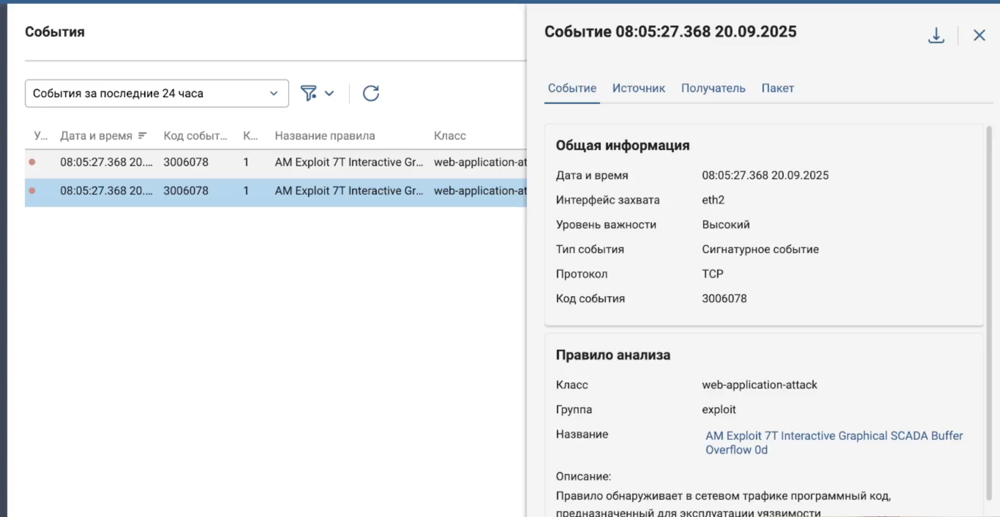 События
События за последние 24 часа
У... Дата и время Код событ... К... Название правила Класс
08:05:27.368 20.... 3006078 1 AM Exploit 7T Interactive Gr... web-application-at
08:05:27.368 20.... 3006078 1 AM Exploit 7T Interactive Gr... web-application-at
Событие 08:05:27.368 20.09.2025
Событие Источник Получатель Пакет
Общая информация
Дата и время 08:05:27.368 20.09.2025
Интерфейс захвата eth2
Уровень важности Высокий
Тип события Сигнатурное событие
Протокол TCP
Код события 3006078
Правило анализа
Класс web-application-attack
Группа exploit
Название AM Exploit 7T Interactive Graphical SCADA Buffer
Overflow 0d
Описание:
Правило обнаруживает в сетевом трафике программный код,
предназначенный для эксплуатации уязвимости